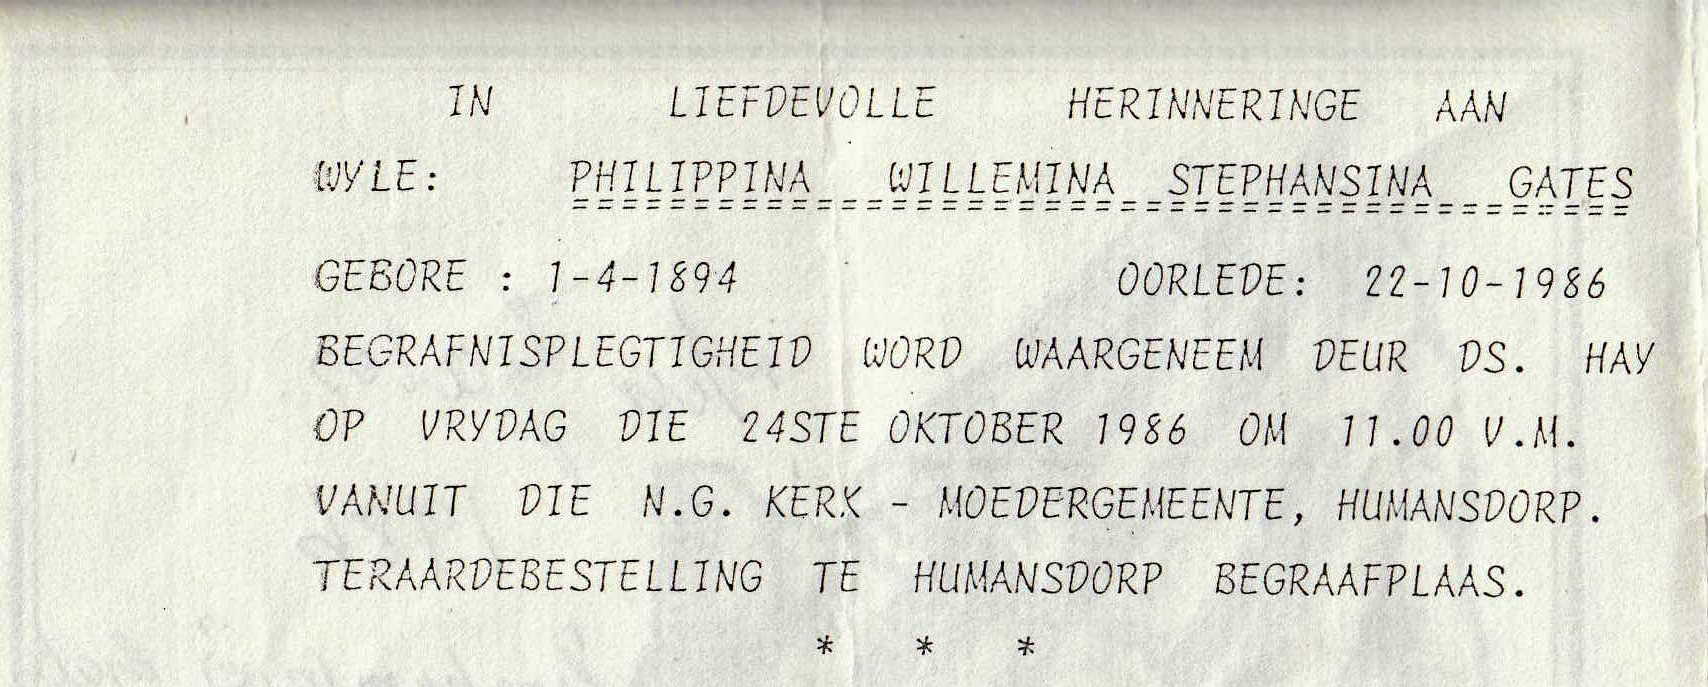 IN LIEFDEVOLLE HERINNERINGE AAN
WYLE: PHILIPPINA WILLEMINA STEPHANSINA GATES
GEBORE : 1-4-1894 OORLEDE: 22-10-1986
BEGRAFNISPLEGTIGHEID WORD WAARGENEEM DEUR DS. HAY
OP VRYDAG DIE 24STE OKTOBER 1986 OM 11.00 V.M.
VANUIT DIE N.G. KERK - MOEDERGEMEENTE, HUMANSDORP.
TERAARDEBESTELLING TE HUMANSDORP BEGRAAFPLAAS.
* * *